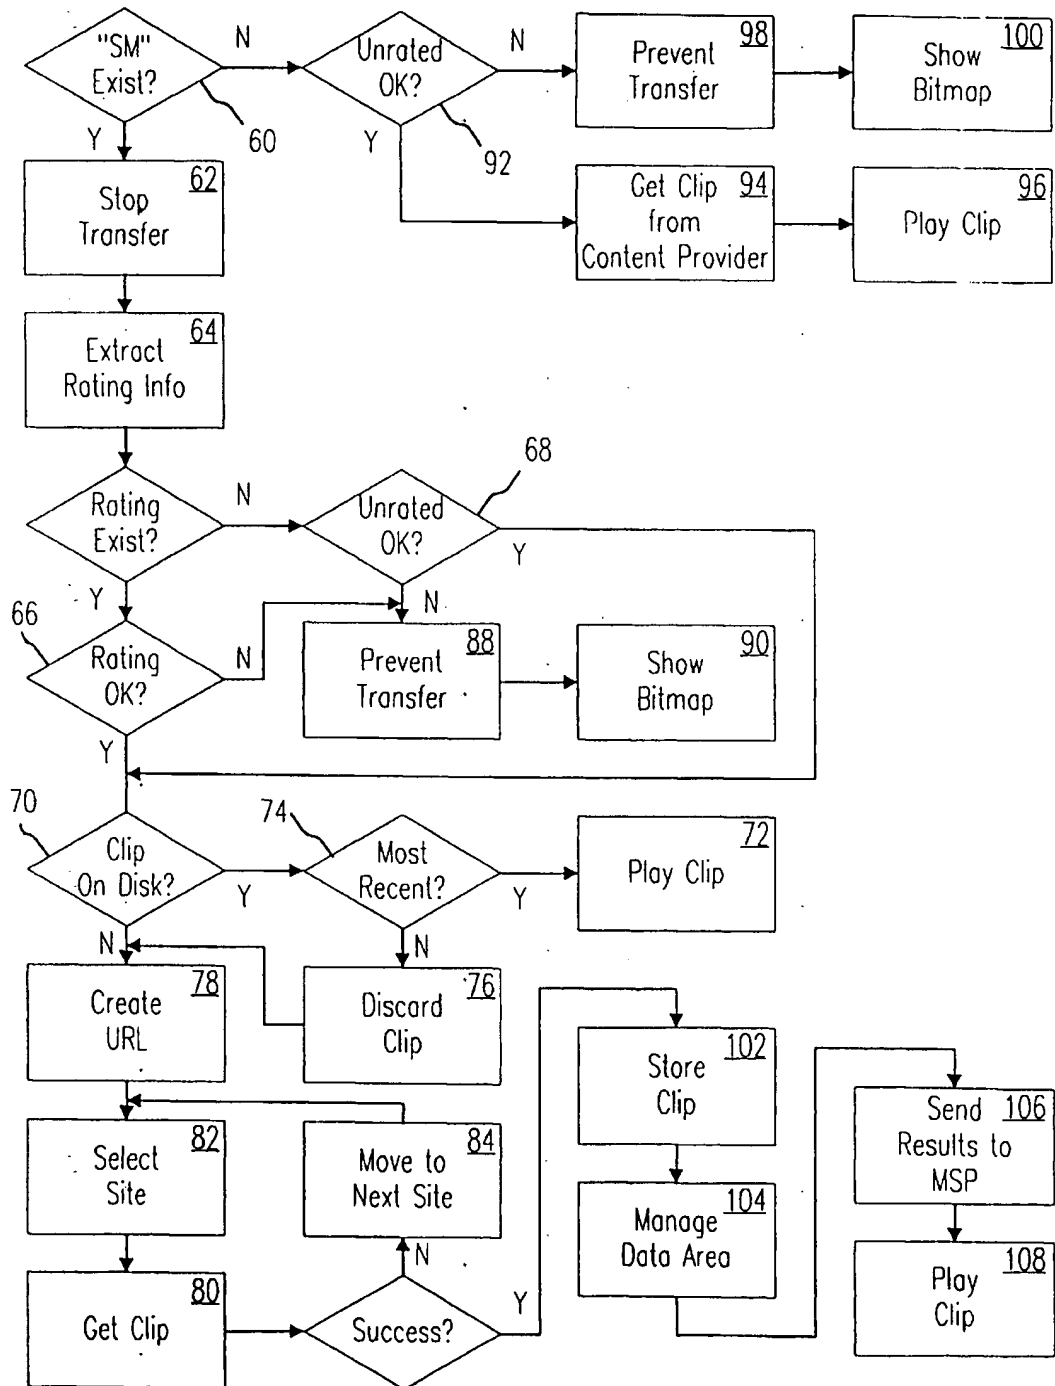 "SM"
Exist?
N
60
Y
Unrated
OK?
N
92
Y
98
Prevent
Transfer
100
Show
Bitmap
62
Stop
Transfer
94
Get Clip
from
Content Provider
96
Play Clip
64
Extract
Rating Info
Rating
Exist?
N
Y
68
Unrated
OK?
Y
N
66
Rating
OK?
N
Y
88
Prevent
Transfer
90
Show
Bitmap
70
Clip
On Disk?
Y
N
74
Most
Recent?
Y
N
72
Play Clip
78
Create
URL
76
Discard
Clip
82
Select
Site
84
Move to
Next Site
80
Get Clip
N
Success?
Y
102
Store
Clip
104
Manage
Data Area
106
Send
Results to
MSP
108
Play
Clip